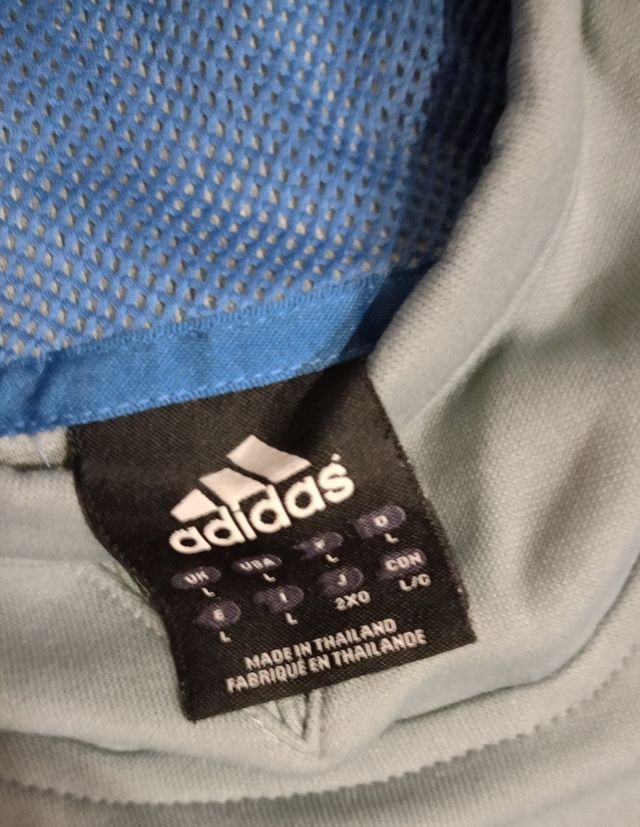 adidas
UK USA F D
L L L L
E I J CDN
L L 2XO L/G
MADE IN THAILAND
FABRIQUÉ EN THAILANDE